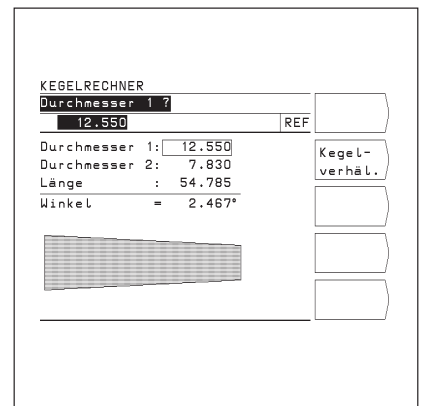 KEGELRECHNER
Durchmesser 1 ?
12.550 REF
Durchmesser 1: 12.550
Durchmesser 2: 7.830
Länge : 54.785
Winkel = 2.467°
Kegel-
verhäl.